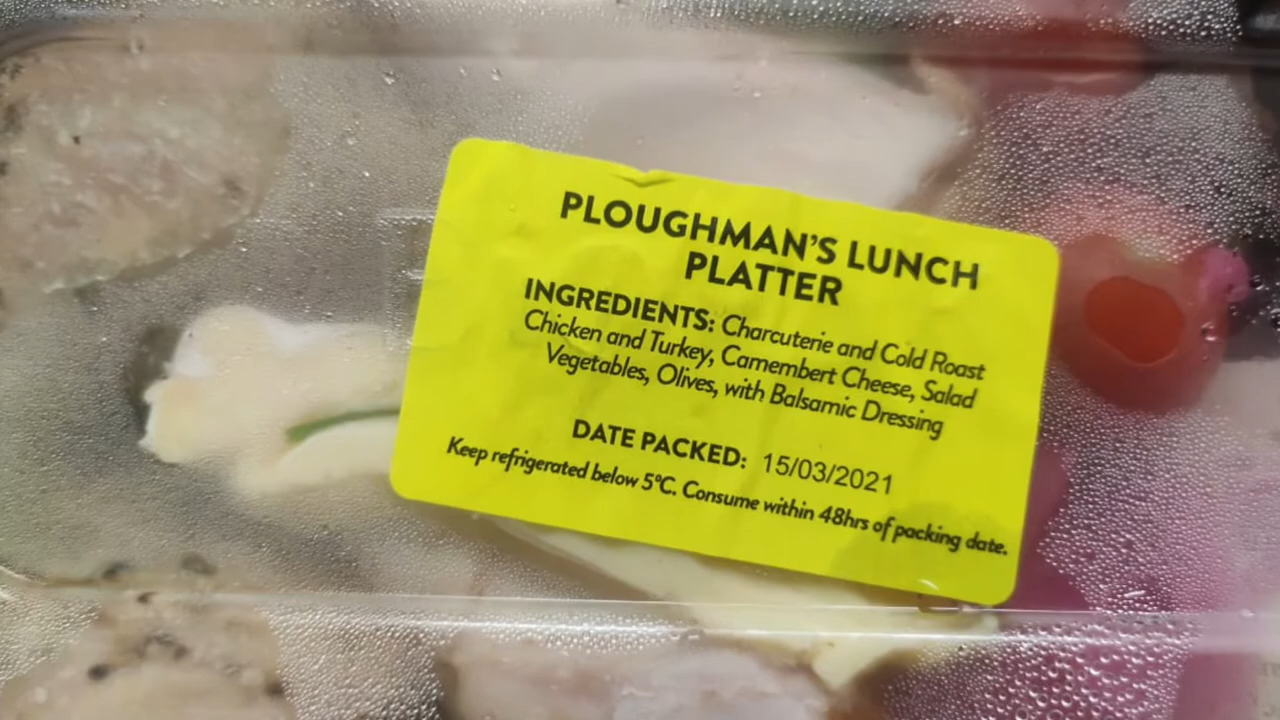 PLOUGHMAN'S LUNCH
PLATTER
INGREDIENTS: Charcuterie and Cold Roast
Chicken and Turkey, Camembert Cheese, Salad
Vegetables, Olives, with Balsamic Dressing
DATE PACKED: 15/03/2021
Keep refrigerated below 5°C. Consume within 48hrs of packing date.